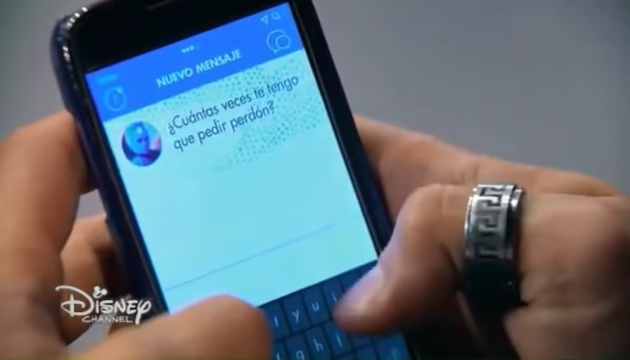 NUEVO MENSAJE
¿Cuántas veces te tengo
que pedir perdón?
y u i
g h j
DISNEY
CHANNEL